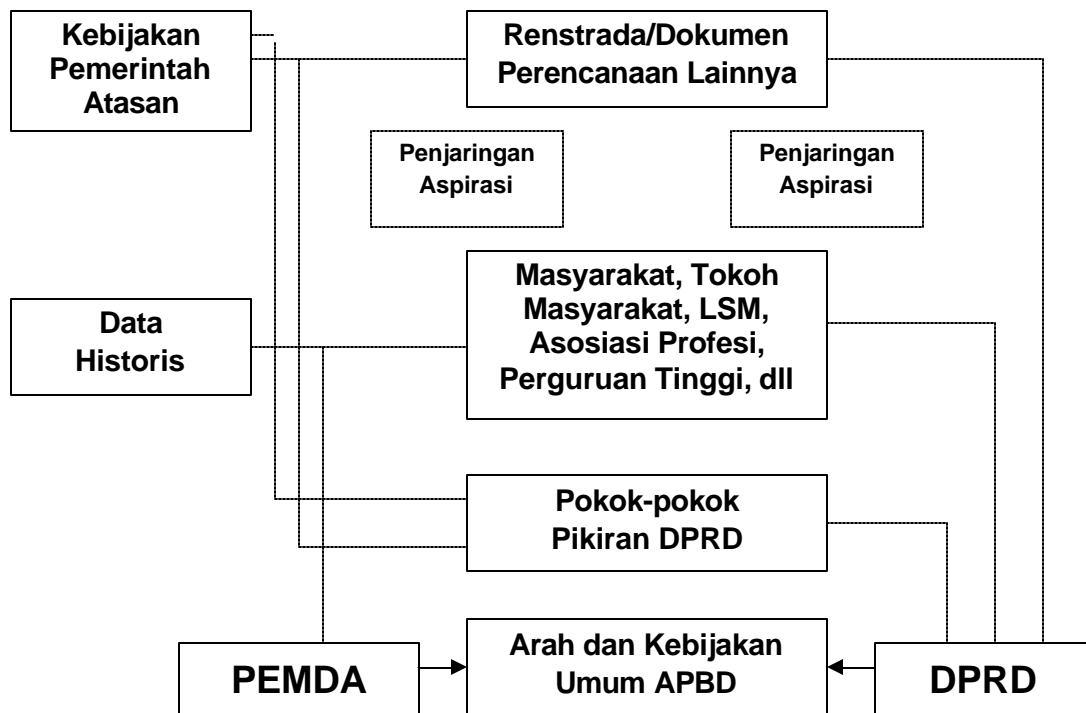 Kebijakan
Pemerintah
Atasan
Renstrada/Dokumen
Perencanaan Lainnya
Penjaringan
Aspirasi
Penjaringan
Aspirasi
Data
Historis
Masyarakat, Tokoh
Masyarakat, LSM,
Asosiasi Profesi,
Perguruan Tinggi, dll
Pokok-pokok
Pikiran DPRD
PEMDA
Arah dan Kebijakan
Umum APBD
DPRD